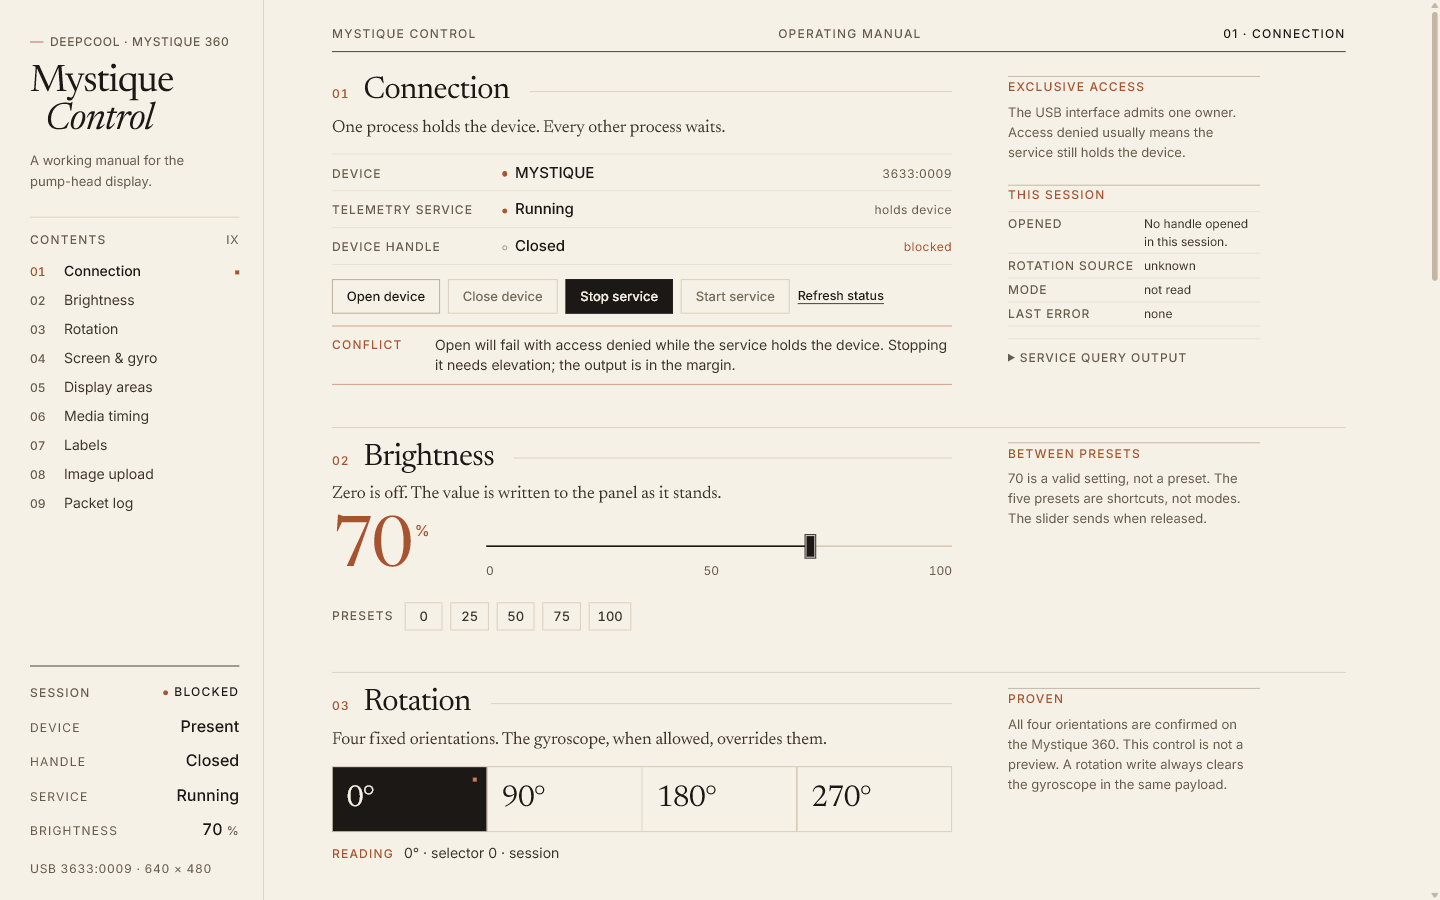 — DEEPCOOL · MYSTIQUE 360
Mystique
Control
A working manual for the
pump-head display.
CONTENTS IX
01 Connection
02 Brightness
03 Rotation
04 Screen & gyro
05 Display areas
06 Media timing
07 Labels
08 Image upload
09 Packet log
SESSION BLOCKED
DEVICE Present
HANDLE Closed
SERVICE Running
BRIGHTNESS 70 %
USB 3633:0009 · 640 × 480
MYSTIQUE CONTROL OPERATING MANUAL 01 · CONNECTION
01 Connection
One process holds the device. Every other process waits.
DEVICE MYSTIQUE 3633:0009
TELEMETRY SERVICE Running holds device
DEVICE HANDLE Closed blocked
Open device Close device Stop service Start service Refresh status
CONFLICT Open will fail with access denied while the service holds the device. Stopping
it needs elevation; the output is in the margin.
EXCLUSIVE ACCESS
The USB interface admits one owner.
Access denied usually means the
service still holds the device.
THIS SESSION
OPENED No handle opened
in this session.
ROTATION SOURCE unknown
MODE not read
LAST ERROR none
SERVICE QUERY OUTPUT
02 Brightness
Zero is off. The value is written to the panel as it stands.
70 %
0 50 100
PRESETS 0 25 50 75 100
BETWEEN PRESETS
70 is a valid setting, not a preset. The
five presets are shortcuts, not modes.
The slider sends when released.
03 Rotation
Four fixed orientations. The gyroscope, when allowed, overrides them.
0° 90° 180° 270°
READING 0° · selector 0 · session
PROVEN
All four orientations are confirmed on
the Mystique 360. This control is not a
preview. A rotation write always clears
the gyroscope in the same payload.